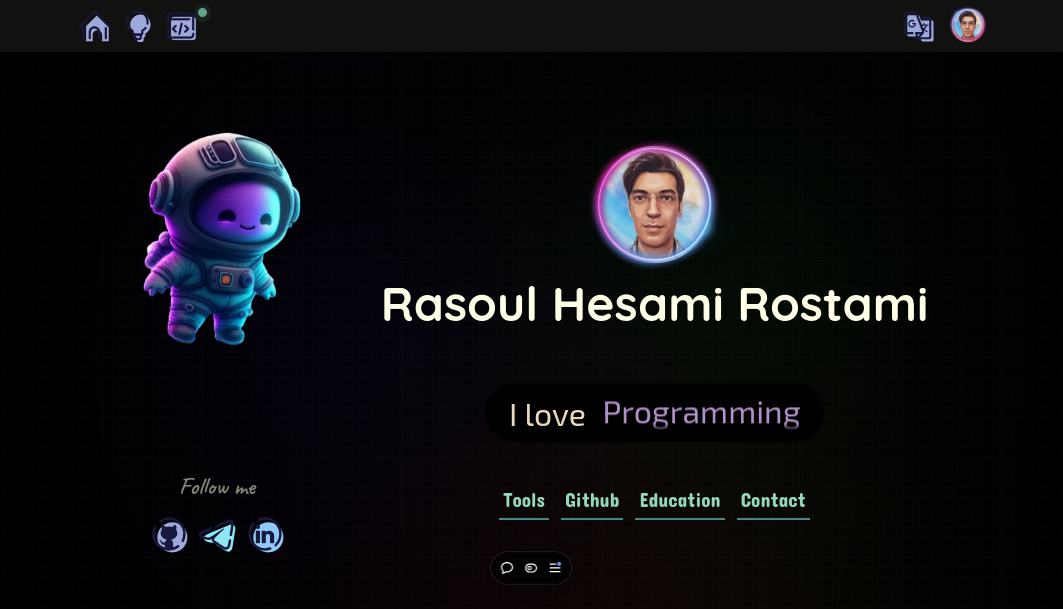 Rasoul Hesami Rostami
I love Programming
Follow me
Tools Github Education Contact